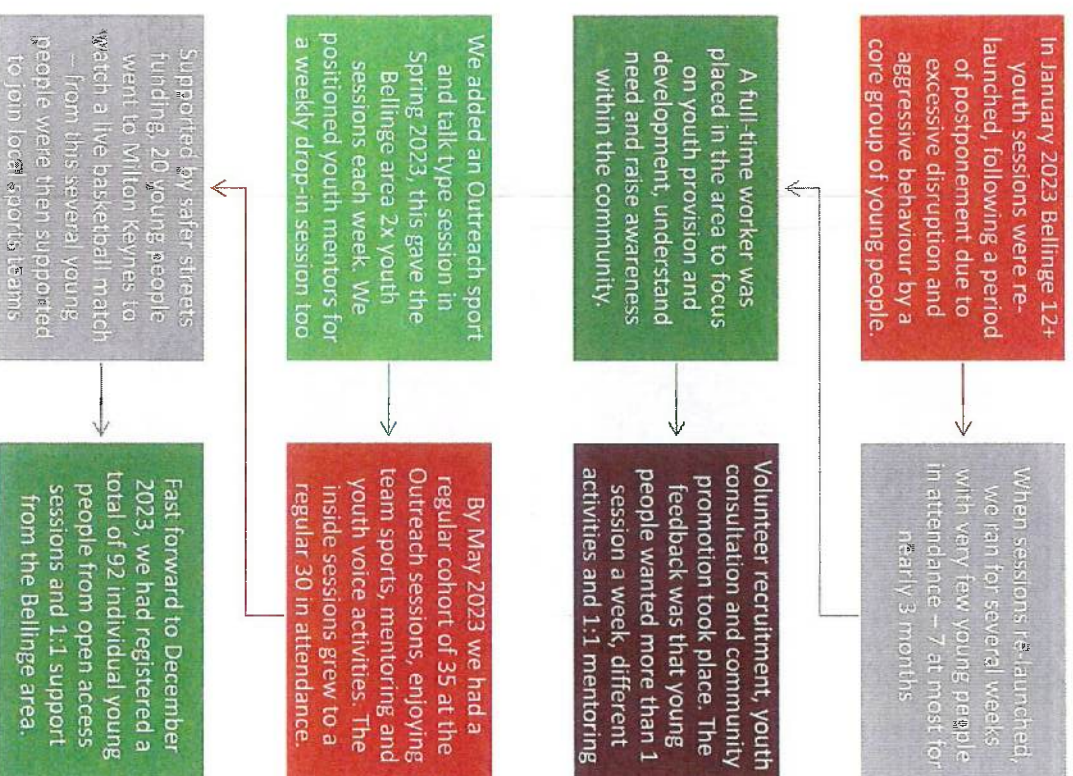 In January 2023 Bellinge 12+
youth sessions were re-
launched, following a period
of postponement due to
excessive disruption and
aggressive behaviour by a
core group of young people.
When sessions re-launched,
we ran for several weeks
with very few young people
in attendance – 7 at most for
nearly 3 months
A full-time worker was
placed in the area to focus
on youth provision and
development, understand
need and raise awareness
within the community.
Volunteer recruitment, youth
consultation and community
promotion took place. The
feedback was that young
people wanted more than 1
session a week, different
activities and 1:1 mentoring
We added an Outreach sport
and talk type session in
Spring 2023, this gave the
Bellinge area 2x youth
sessions each week. We
positioned youth mentors for
a weekly drop-in session too
By May 2023 we had a
regular cohort of 35 at the
Outreach sessions, enjoying
team sports, mentoring and
youth voice activities. The
inside sessions grew to a
regular 30 in attendance.
Supported by safer streets
funding, 20 young people
went to Milton Keynes to
watch a live basketball match
– from this several young
people were then supported
to join local sports teams
Fast forward to December
2023, we had registered a
total of 92 individual young
people from open access
sessions and 1:1 support
from the Bellinge area.